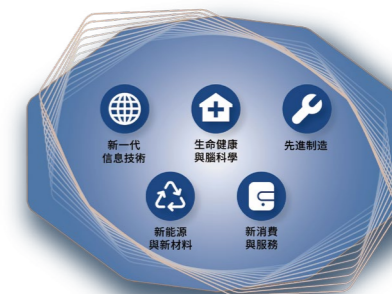 新一代
信息技術
生命健康
與腦科學
先進制造
新能源
與新材料
新消費
與服務